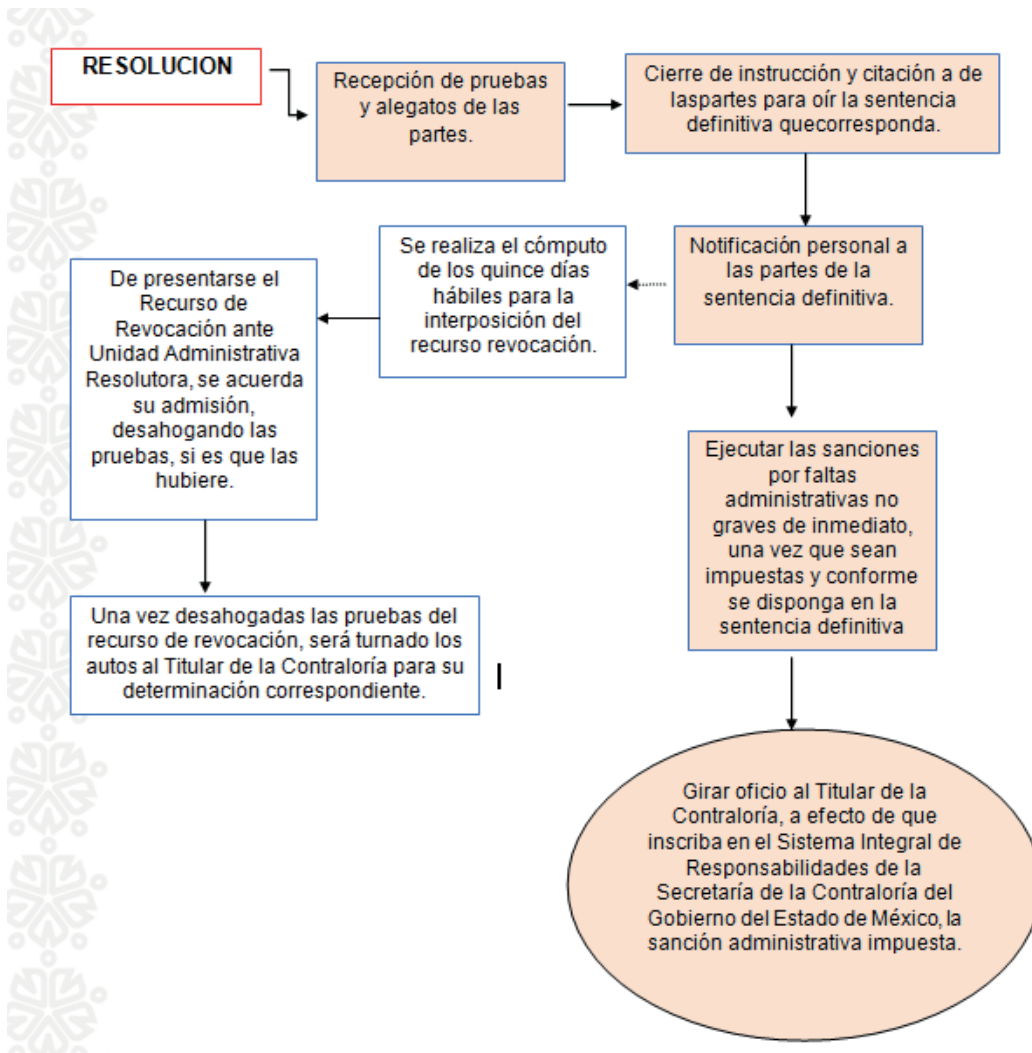 RESOLUCION
Recepción de pruebas
y alegatos de las
partes.
Cierre de instrucción y citación a de
laspartes para oír la sentencia
definitiva quecorresponda.
Notificación personal a
las partes de la
sentencia definitiva.
Se realiza el cómputo
de los quince días
hábiles para la
interposición del
recurso revocación.
De presentarse el
Recurso de
Revocación ante
Unidad Administrativa
Resolutora, se acuerda
su admisión,
desahogando las
pruebas, si es que las
hubiere.
Una vez desahogadas las pruebas del
recurso de revocación, será turnado los
autos al Titular de la Contraloría para su
determinación correspondiente.
Ejecutar las sanciones
por faltas
administrativas no
graves de inmediato,
una vez que sean
impuestas y conforme
se disponga en la
sentencia definitiva
Girar oficio al Titular de la
Contraloría, a efecto de que
inscriba en el Sistema Integral de
Responsabilidades de la
Secretaría de la Contraloría del
Gobierno del Estado de México, la
sanción administrativa impuesta.